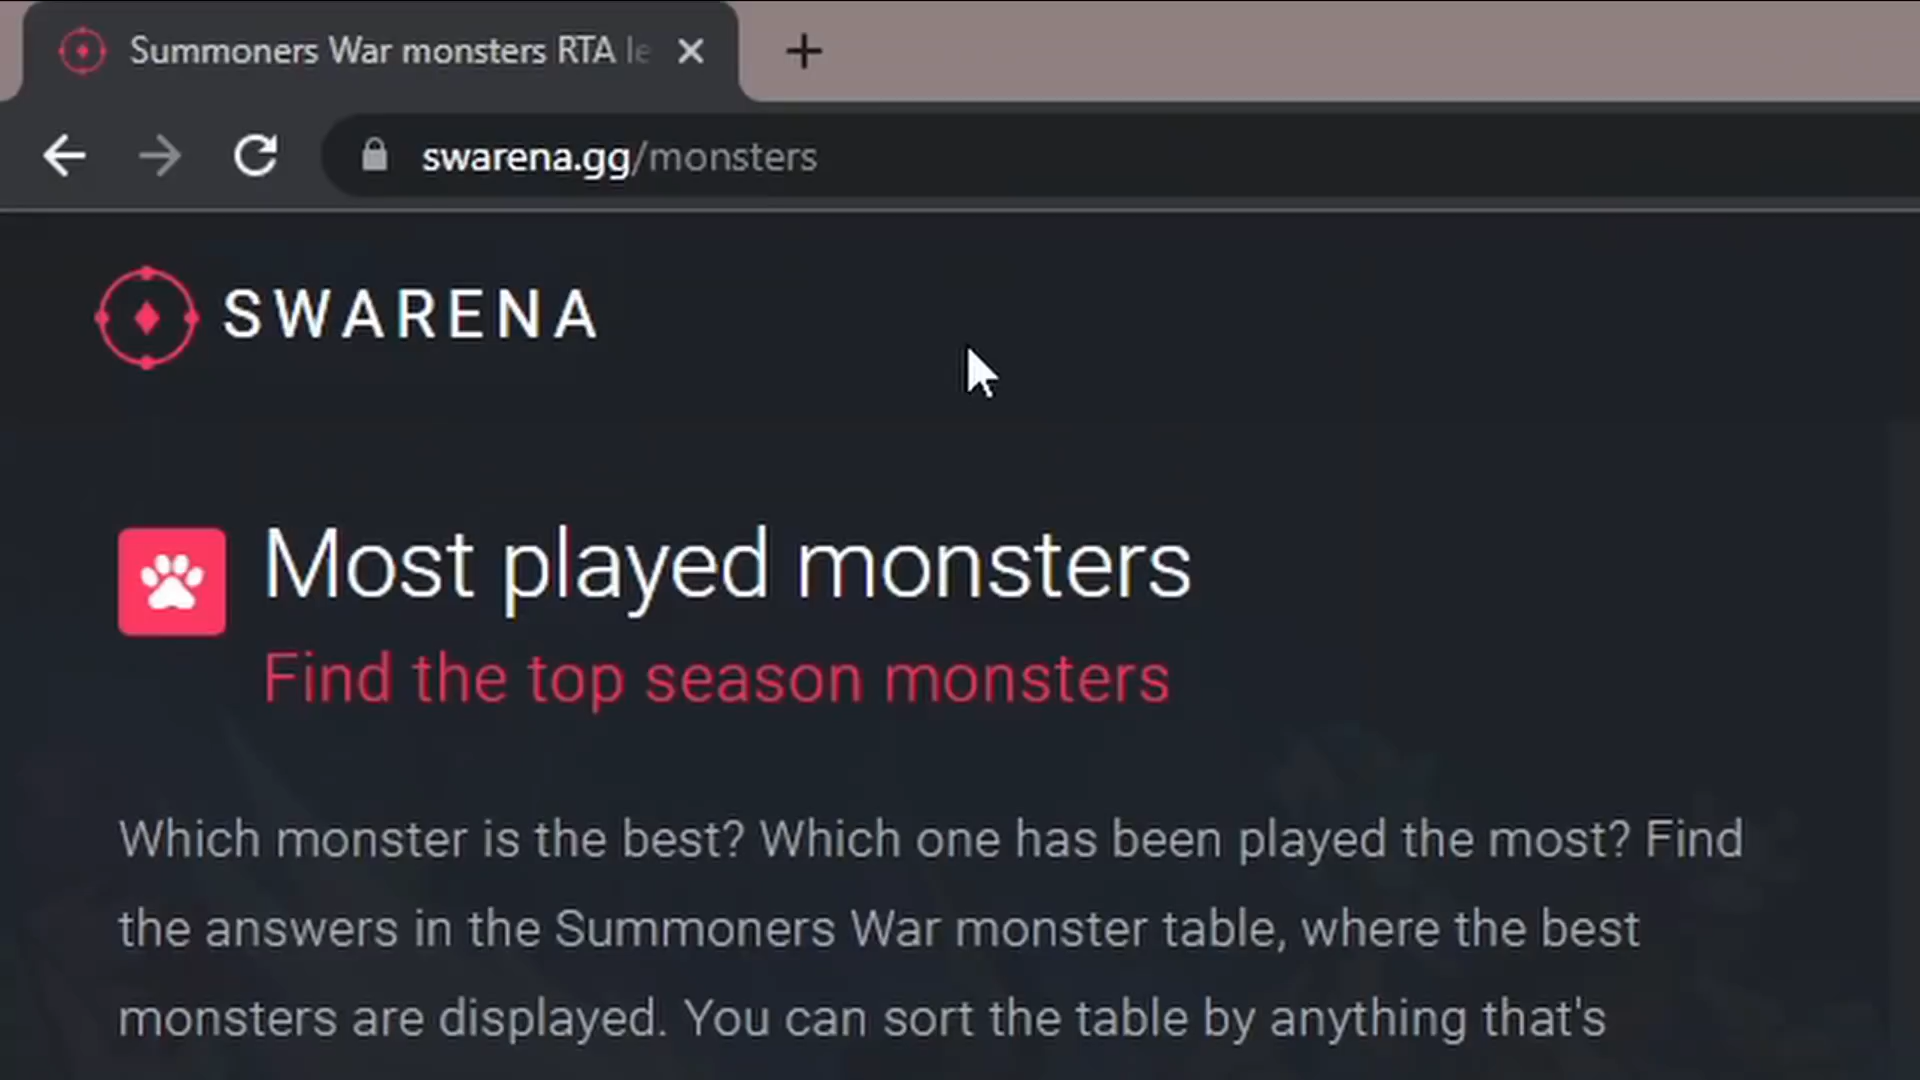 Summoners War monsters RTA le
swarena.gg/monsters
SWARENA
Most played monsters
Find the top season monsters
Which monster is the best? Which one has been played the most? Find
the answers in the Summoners War monster table, where the best
monsters are displayed. You can sort the table by anything that's